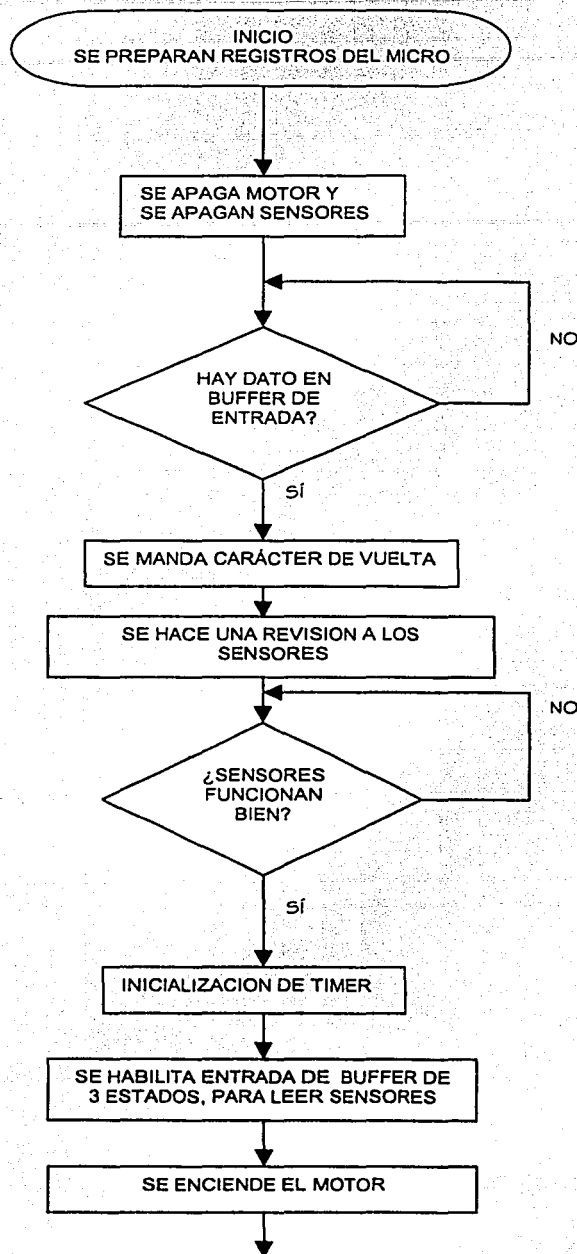 INICIO
SE PREPARAN REGISTROS DEL MICRO
SE APAGA MOTOR Y
SE APAGAN SENSORES
NO
HAY DATO EN
BUFFER DE
ENTRADA?
SÍ
SE MANDA CARÁCTER DE VUELTA
SE HACE UNA REVISION A LOS
SENSORES
NO
¿SENSORES
FUNCIONAN
BIEN?
SÍ
INICIALIZACION DE TIMER
SE HABILITA ENTRADA DE BUFFER DE
3 ESTADOS, PARA LEER SENSORES
SE ENCIENDE EL MOTOR